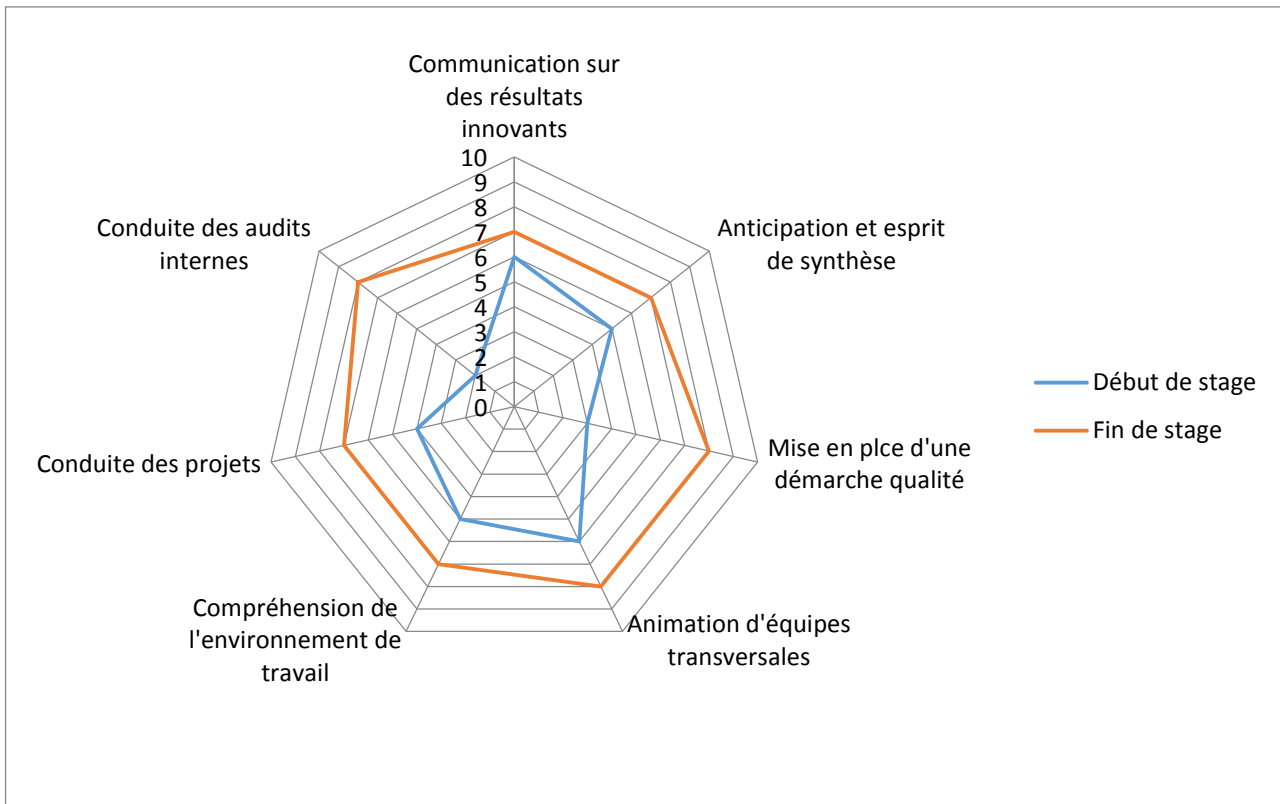 Communication sur
des résultats
innovants
10
9
8
7
6
5
4
3
2
1
0
Anticipation et esprit
de synthèse
Mise en plce d'une
démarche qualité
Animation d'équipes
transversales
Compréhension de
l'environnement de
travail
Conduite des projets
Conduite des audits
internes
Début de stage
Fin de stage